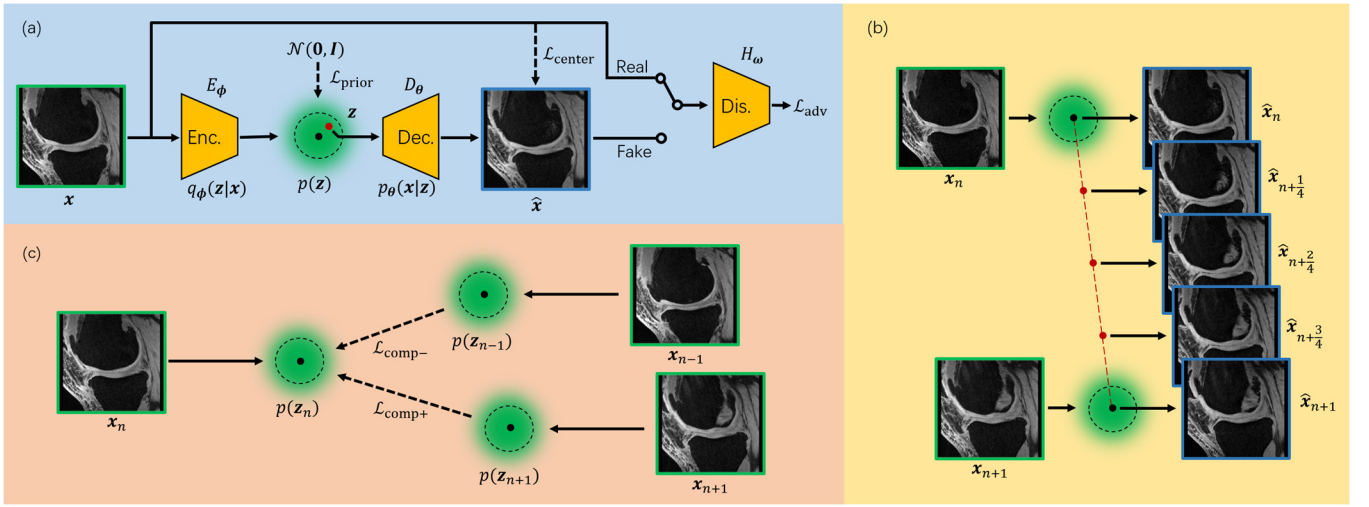 (a)
𝒩(𝟎, 𝑰)
ℒ_prior
E_ϕ
Enc.
q_ϕ(z|x)
x
p(z)
z
D_θ
Dec.
p_θ(x|z)
x̂
ℒ_center
Real
Fake
H_ω
Dis.
ℒ_adv
(b)
x_n
x̂_n
x̂_{n+1/4}
x̂_{n+2/4}
x̂_{n+3/4}
x_{n+1}
x̂_{n+1}
(c)
x_n
p(z_n)
ℒ_comp−
ℒ_comp+
p(z_{n−1})
p(z_{n+1})
x_{n−1}
x_{n+1}